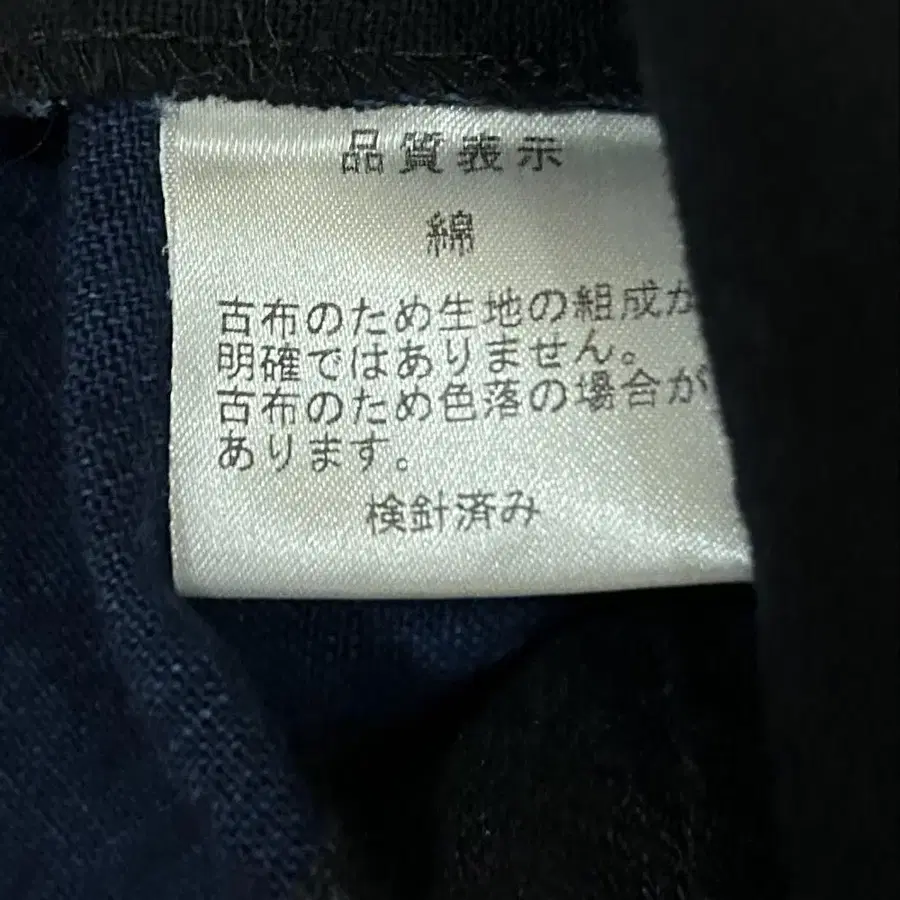 品質表示
綿
古布のため生地の組成が
明確ではありません。
古布のため色落の場合が
あります。
検針済み